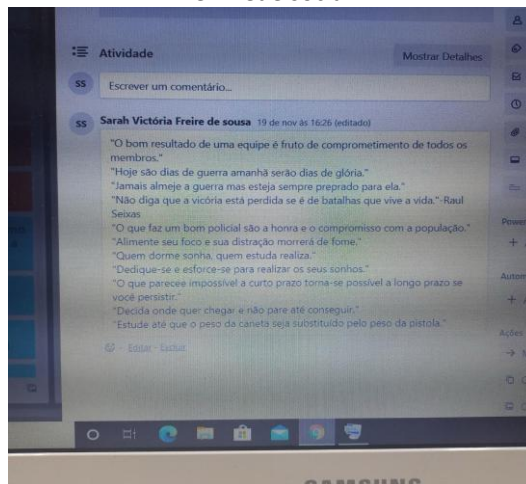 Atividade
Mostrar Detalhes
SS
Escrever um comentário...
SS
Sarah Victória Freire de sousa 19 de nov às 16:26 (editado)
"O bom resultado de uma equipe é fruto de comprometimento de todos os
membros."
"Hoje são dias de guerra amanhã serão dias de glória."
"Jamais almeje a guerra mas esteja sempre preprado para ela."
"Não diga que a vicória está perdida se é de batalhas que vive a vida."-Raul
Seixas
"O que faz um bom policial são a honra e o compromisso com a população."
"Alimente seu foco e sua distração morrerá de fome."
"Quem dorme sonha, quem estuda realiza."
"Dedique-se e esforce-se para realizar os seus sonhos."
"O que parecee impossível a curto prazo torna-se possível a longo prazo se
você persistir."
"Decida onde quer chegar e não pare até conseguir."
"Estude até que o peso da caneta seja substituído pelo peso da pistola."
Editar - Excluir
Power
Autom
Ações
SAMSUNG